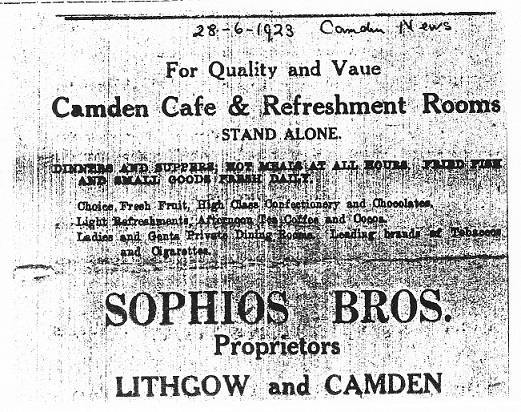 28-6-1923 Camden News
For Quality and Vaue
Camden Cafe & Refreshment Rooms
STAND ALONE.
DINNERS AND SUPPERS, HOT MEALS AT ALL HOURS, FRIED FISH
AND SMALL GOODS FRESH DAILY
Choice Fresh Fruit, High Class Confectionery and Chocolates,
Light Refreshments, Afternoon Tea Coffee and Cocoa.
Ladies and Gents Private Dining Rooms. Leading brands of Tobaccos
and Cigarettes.
SOPHIOS BROS.
Proprietors
LITHGOW and CAMDEN